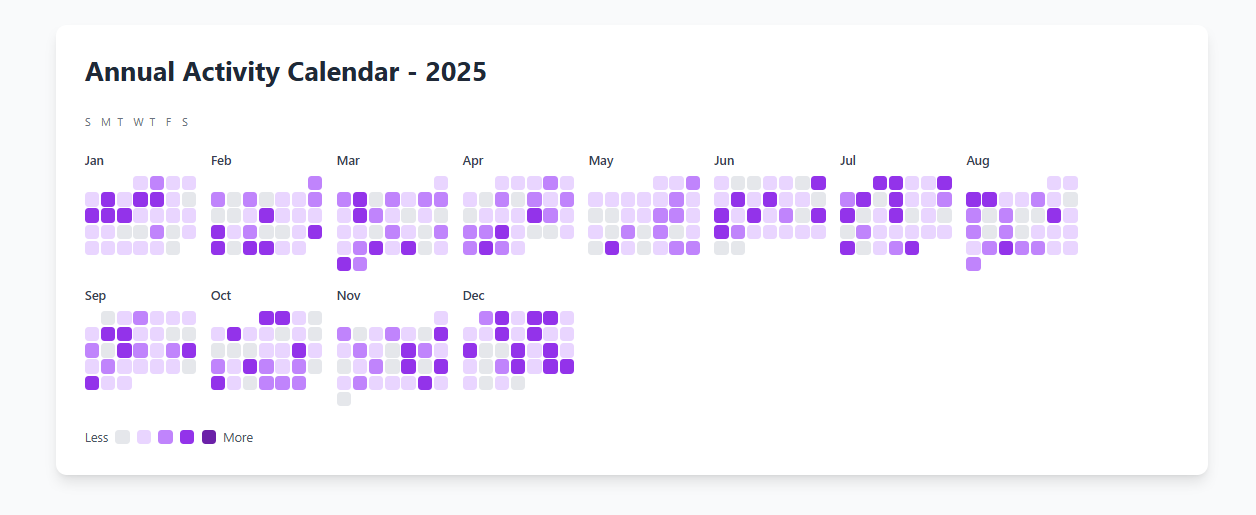 Annual Activity Calendar - 2025
S M T W T F S
Jan Feb Mar Apr May Jun Jul Aug
Sep Oct Nov Dec
Less More